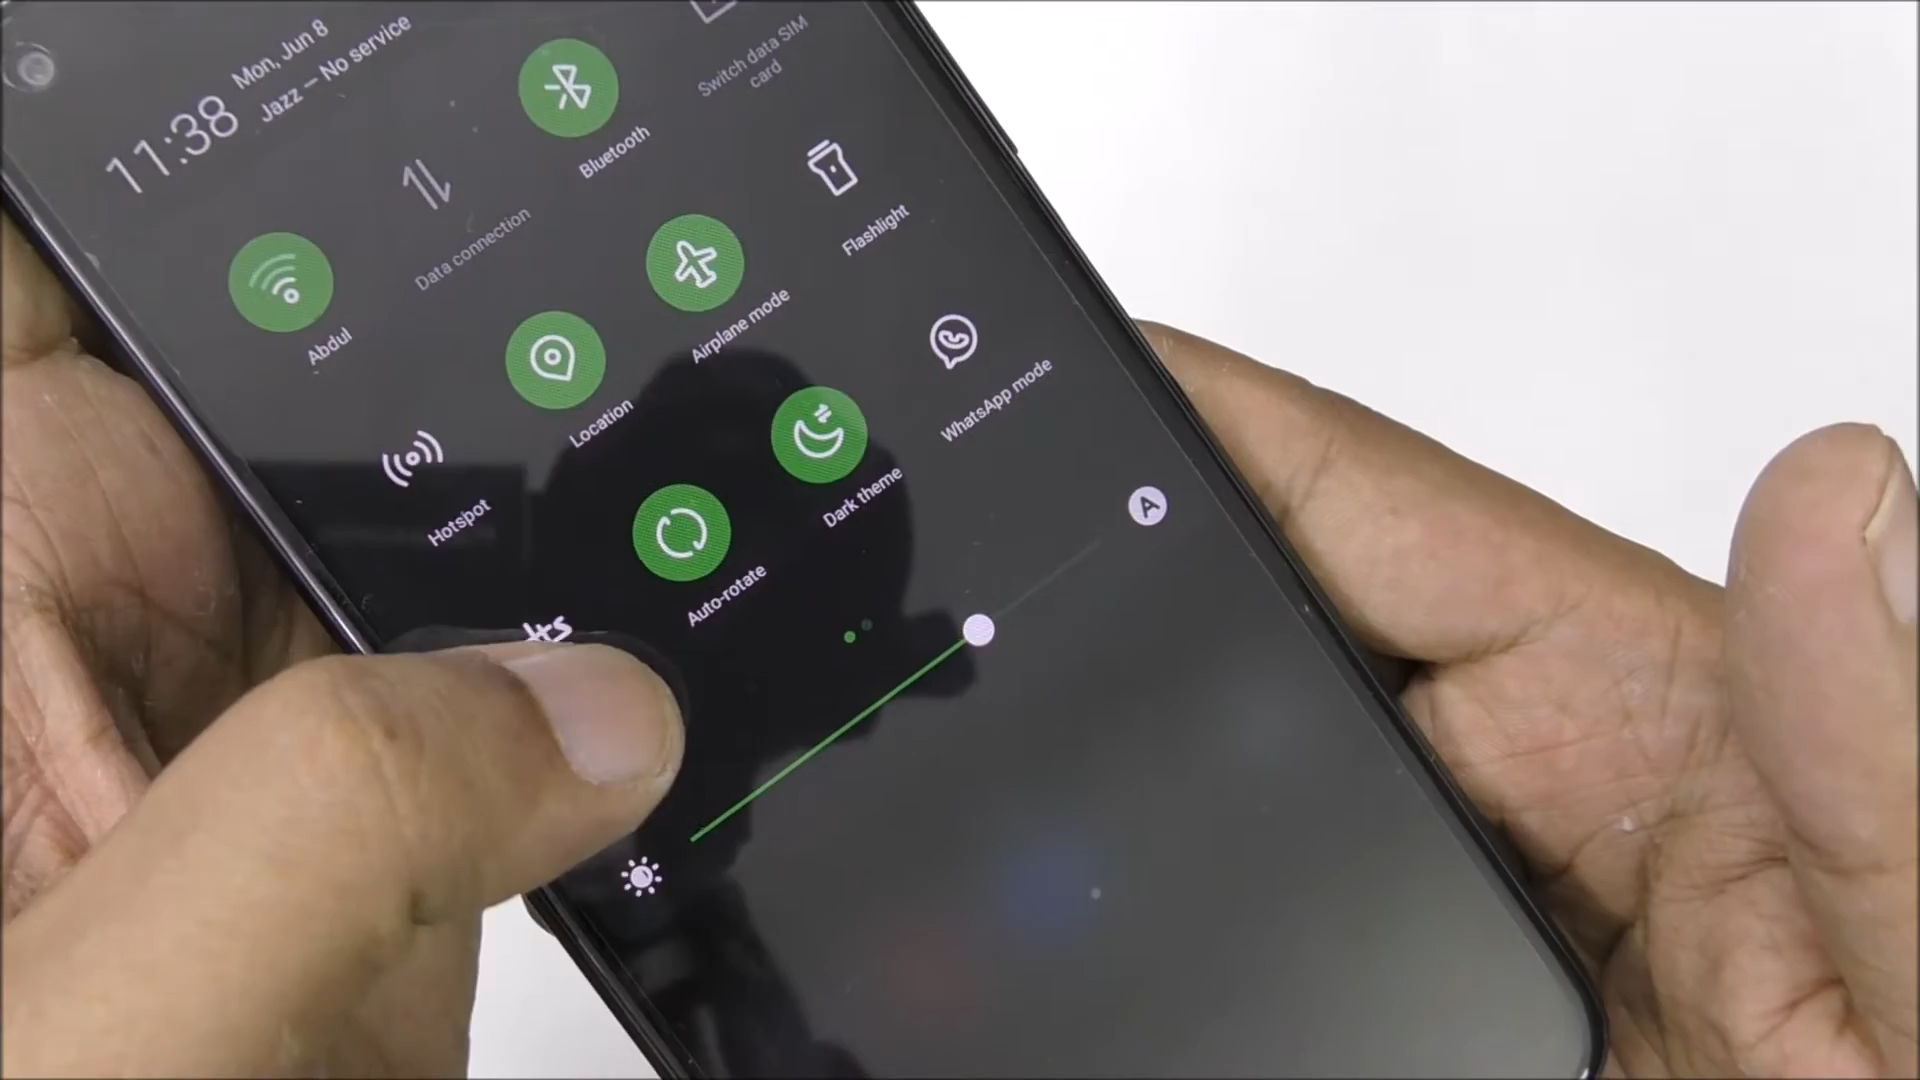 Mon, Jun 8
11:38
Jazz — No service
Switch data SIM
card
Bluetooth
Data connection
Abdul
Flashlight
Airplane mode
Location
Hotspot
WhatsApp mode
Dark theme
Auto-rotate
A